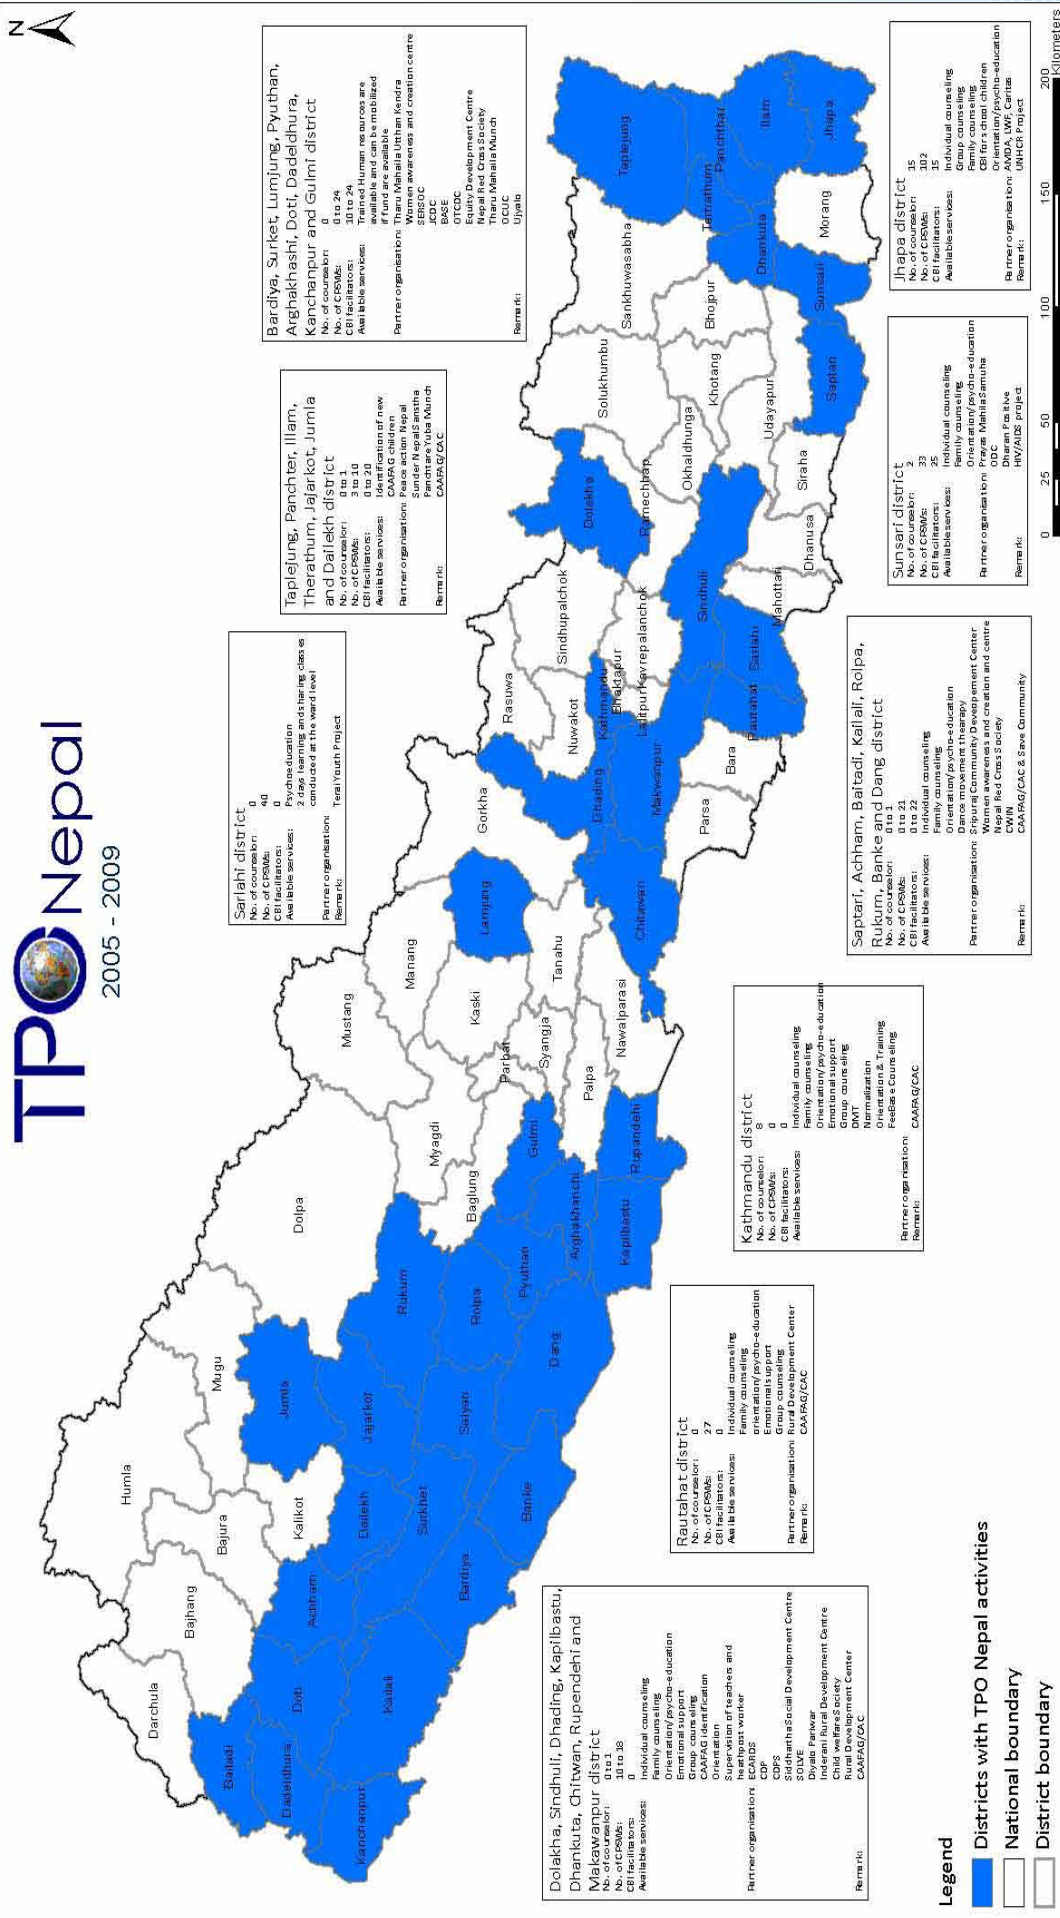 TPO Nepal
2005 - 2009
N
Bardiya, Surket, Lumjung, Pyuthan,
Arghakhashi, Doti, Dadeldhura,
Kanchanpur and Gulmi district
No. of counselor: 0
No. of CPSWs: 0 to 24
CBI facilitators: 10 to 24
Available services: Trained Human resources are
available and can be mobilized
if fund are available
Partner organisation: Tharu Mahaila Utthan Kendra
Women awareness and creation centre
SEBSOC
JCDC
BASE
OTCDC
Equity Development Centre
Nepal Red Cross Society
Tharu Mahaila Munch
UCUC
Ujyalo
Remark:
Taplejung, Panchter, Illam,
Therathum, Jajarkot, Jumla
and Dailekh district
No. of counselor: 0 to 1
No. of CPSWs: 3 to 10
CBI facilitators: 0 to 20
Available services: Identification of new
CAAFAG children
Partner organisation: Peace action Nepal
Sunder Nepal Sanstha
Panchtare Yuba Munch
Remark: CAAFAG/CAC
Sarlahi district
No. of counselor: 0
No. of CPSWs: 40
CBI facilitators: 0
Available services: Psychoeducation
2 days learning and sharing classes
conducted at the ward level
Partner organisation:
Remark: Terai Youth Project
Darchula
Bajhang
Humla
Bajura
Mugu
Baitadi
Dadeldhura
Kanchanpur
Doti
Achham
Kailali
Kalikot
Jumla
Dolpa
Dailekh
Jajarkot
Surkhet
Bardiya
Banke
Salyan
Rukum
Rolpa
Dang
Pyuthan
Arghakhanchi
Gulmi
Kapilbastu
Rupandehi
Baglung
Myagdi
Mustang
Parbat
Syangja
Palpa
Nawalparasi
Kaski
Manang
Tanahu
Lamjung
Gorkha
Chitawan
Dhading
Makwanpur
Parsa
Bara
Rautahat
Sarlahi
Rasuwa
Nuwakot
Kathmandu
Bhaktapur
Lalitpur
Kavrepalanchok
Sindhupalchok
Sindhuli
Mahottari
Dhanusa
Dolakha
Ramechhap
Siraha
Okhaldhunga
Solukhumbu
Khotang
Udayapur
Saptari
Bhojpur
Sankhuwasabha
Sunsari
Dhankuta
Terhathum
Morang
Taplejung
Panchthar
Ilam
Jhapa
Dolakha, Sindhuli, Dhading, Kapilbastu,
Dhankuta, Chitwan, Rupendehi and
Makawanpur district
No. of counselor: 0 to 1
No. of CPSWs: 10 to 18
CBI facilitators: 0
Available services: Individual counseling
Family counseling
Orientation/psycho-education
Emotional support
Group counseling
CAAFAG identification
Orientation
Supervision of teachers and
heathpost worker
Partner organisation: ECARDS
CDP
COPS
Siddhartha Social Development Centre
SOLVE
Diyalo Pariwar
Inderani Rural Development Centre
Child welfare Society
Rural Development Center
Remark: CAAFAG/CAC
Rautahat district
No. of counselor: 0
No. of CPSWs: 27
CBI facilitators: 0
Available services: Individual counseling
Family counseling
orientation/psycho-education
Emotional support
Group counseling
Partner organisation: Rural Development Center
Remark: CAAFAG/CAC
Kathmandu district
No. of counselor: 8
No. of CPSWs: 0
CBI facilitators: 0
Available services: Individual counseling
Family counseling
Orientation/psycho-education
Emotional support
Group counseling
DMT
Normalization
Orientation & Training
FeeBase Counseling
Partner organisation:
Remark: CAAFAG/CAC
Saptari, Achham, Baitadi, Kailali, Rolpa,
Rukum, Banke and Dang district
No. of counselor: 0 to 1
No. of CPSWs: 0 to 21
CBI facilitators: 0 to 22
Available services: Individual counseling
Family counseling
Orientation/psycho-education
Dance movement therapy
Partner organisation: Sripuraj Community Deveopement Center
Women awareness and creation and centre
Nepal Red Cross Society
CWIN
Remark: CAAFAG/CAC & Save Community
Sunsari district
No. of counselor: 2
No. of CPSWs: 33
CBI facilitators: 25
Available services: Individual counseling
Family counseling
Orientation/psycho-education
Partner organisation: Prayas Mahila Samuha
ODC
Dharan Positive
Remark: HIV/AIDS project
Jhapa district
No. of counselor: 15
No. of CPSWs: 102
CBI facilitators: 15
Available services: Individual counseling
Group counseling
Family counseling
CBI for school children
Orientation/psycho-education
Partner organisation: AMDA, LWF, Caritas
Remark: UNHCR Project
Legend
Districts with TPO Nepal activities
National boundary
District boundary
0 25 50 100 150 200
Kilometers